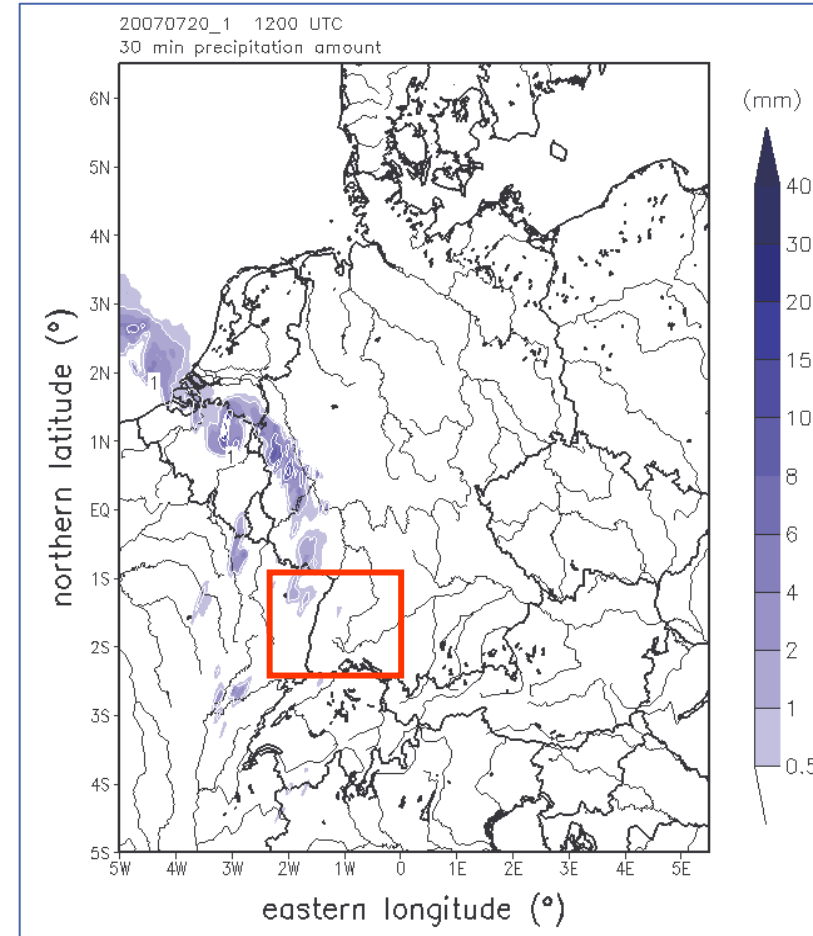 20070720_1 1200 UTC
30 min precipitation amount
(mm)
40
30
20
15
10
8
6
4
2
1
0.5
northern latitude (°)
6N
5N
4N
3N
2N
1N
EQ
1S
2S
3S
4S
5S
1
1
5W 4W 3W 2W 1W 0 1E 2E 3E 4E 5E
eastern longitude (°)